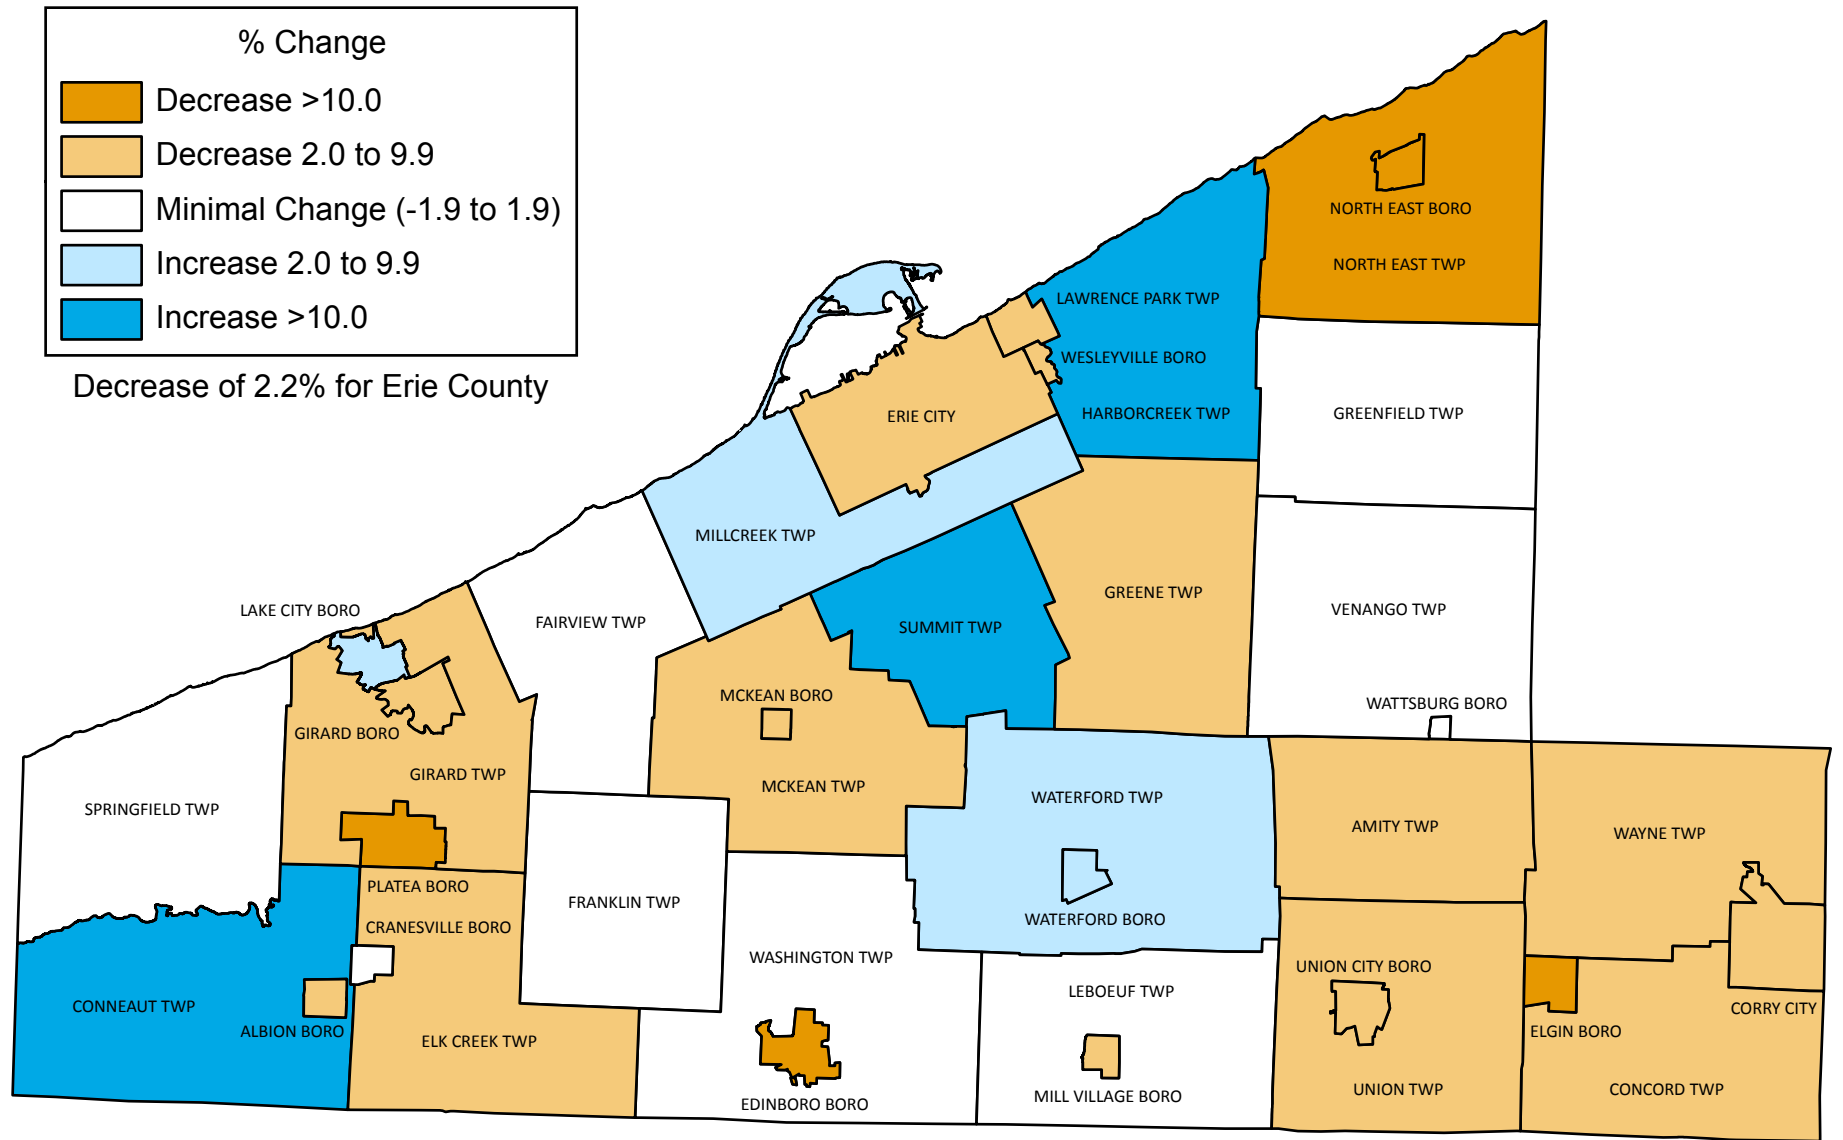 % Change
Decrease >10.0
Decrease 2.0 to 9.9
Minimal Change (-1.9 to 1.9)
Increase 2.0 to 9.9
Increase >10.0
Decrease of 2.2% for Erie County
NORTH EAST BORO
NORTH EAST TWP
LAWRENCE PARK TWP
WESLEYVILLE BORO
HARBORCREEK TWP
ERIE CITY
GREENFIELD TWP
MILLCREEK TWP
GREENE TWP
LAKE CITY BORO
FAIRVIEW TWP
SUMMIT TWP
VENANGO TWP
MCKEAN BORO
WATTSBURG BORO
GIRARD BORO
GIRARD TWP
MCKEAN TWP
WATERFORD TWP
SPRINGFIELD TWP
AMITY TWP
WAYNE TWP
PLATEA BORO
FRANKLIN TWP
CRANESVILLE BORO
WATERFORD BORO
WASHINGTON TWP
UNION CITY BORO
LEBOEUF TWP
CONNEAUT TWP
CORRY CITY
ALBION BORO
ELK CREEK TWP
ELGIN BORO
EDINBORO BORO
MILL VILLAGE BORO
UNION TWP
CONCORD TWP